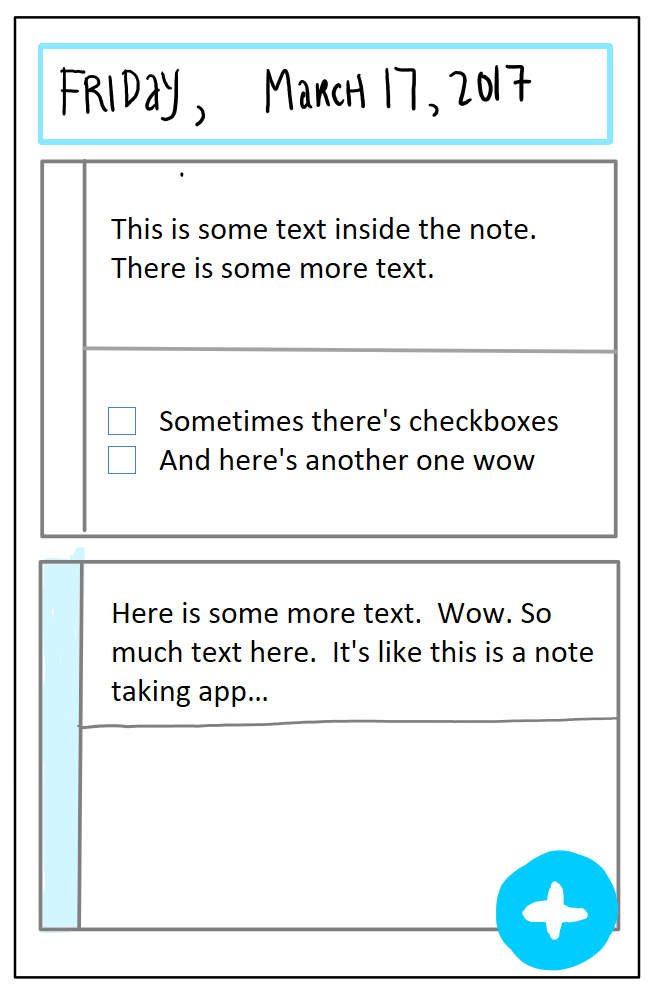 FRIDAY, MARCH 17, 2017
This is some text inside the note.
There is some more text.
Sometimes there's checkboxes
And here's another one wow
Here is some more text.  Wow. So
much text here.  It's like this is a note
taking app...